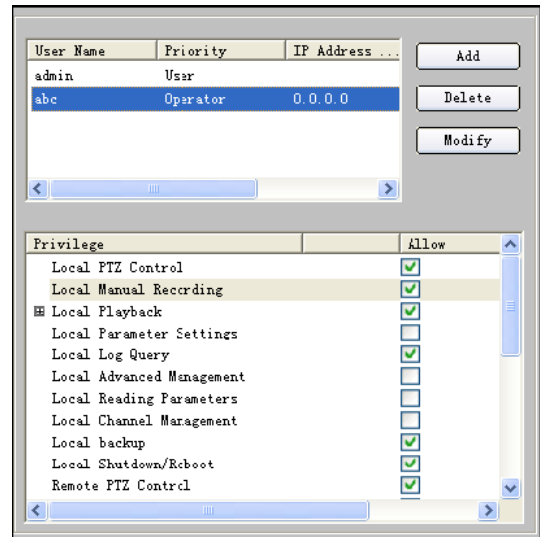 User Name Priority IP Address ...
admin User
abc Operator 0.0.0.0
Add
Delete
Modify
Privilege Allow
Local PTZ Control
Local Manual Recording
Local Playback
Local Parameter Settings
Local Log Query
Local Advanced Management
Local Reading Parameters
Local Channel Management
Local backup
Local Shutdown/Reboot
Remote PTZ Control